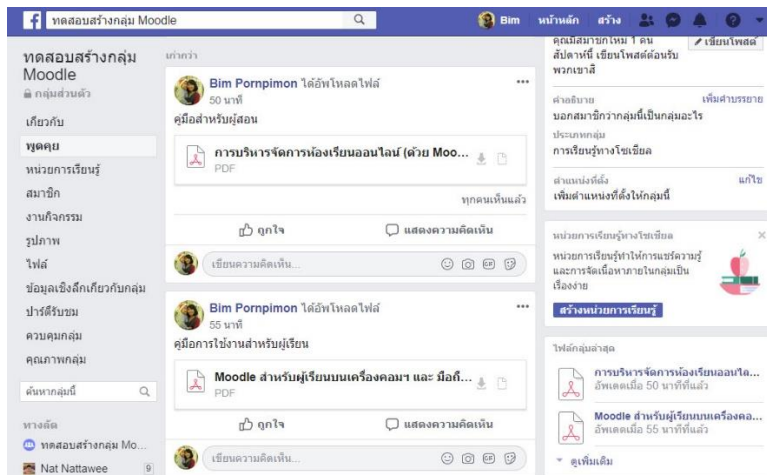 ทดสอบสร้างกลุ่ม Moodle
Bim
หน้าหลัก
สร้าง
ทดสอบสร้างกลุ่ม
Moodle
กลุ่มส่วนตัว
เกี่ยวกับ
พูดคุย
หน่วยการเรียนรู้
สมาชิก
งานกิจกรรม
รูปภาพ
ไฟล์
ข้อมูลเชิงลึกเกี่ยวกับกลุ่ม
ปาร์ตี้รับชม
ควบคุมกลุ่ม
คุณภาพกลุ่ม
ค้นหากลุ่มนี้
ทางลัด
ทดสอบสร้างกลุ่ม Mo...
Nat Nattawee 9
เก่ากว่า
Bim Pornpimon ได้อัพโหลดไฟล์
50 นาที
คู่มือสำหรับผู้สอน
การบริหารจัดการห้องเรียนออนไลน์ (ด้วย Moo...
PDF
ทุกคนเห็นแล้ว
ถูกใจ
แสดงความคิดเห็น
เขียนความคิดเห็น...
GIF
Bim Pornpimon ได้อัพโหลดไฟล์
55 นาที
คู่มือการใช้งานสำหรับผู้เรียน
Moodle สำหรับผู้เรียนบนเครื่องคอมฯ และ มือถื...
PDF
ถูกใจ
แสดงความคิดเห็น
เขียนความคิดเห็น...
GIF
คุณมีสมาชิกใหม่ 1 คน
สัปดาห์นี้ เขียนโพสต์ต้อนรับ
พวกเขาสิ
เขียนโพสต์
คำอธิบาย
เพิ่มคำบรรยาย
บอกสมาชิกว่ากลุ่มนี้เป็นกลุ่มอะไร
ประเภทกลุ่ม
การเรียนรู้ทางโซเชียล
ตำแหน่งที่ตั้ง
แก้ไข
เพิ่มตำแหน่งที่ตั้งให้กลุ่มนี้
หน่วยการเรียนรู้ทางโซเชียล
หน่วยการเรียนรู้ทำให้การแชร์ความรู้
และการจัดเนื้อหาภายในกลุ่มเป็น
เรื่องง่าย
สร้างหน่วยการเรียนรู้
ไฟล์กลุ่มล่าสุด
การบริหารจัดการห้องเรียนออนไล...
อัพเดตเมื่อ 50 นาทีที่แล้ว
Moodle สำหรับผู้เรียนบนเครื่องคอ...
อัพเดตเมื่อ 55 นาทีที่แล้ว
ดูเพิ่มเติม